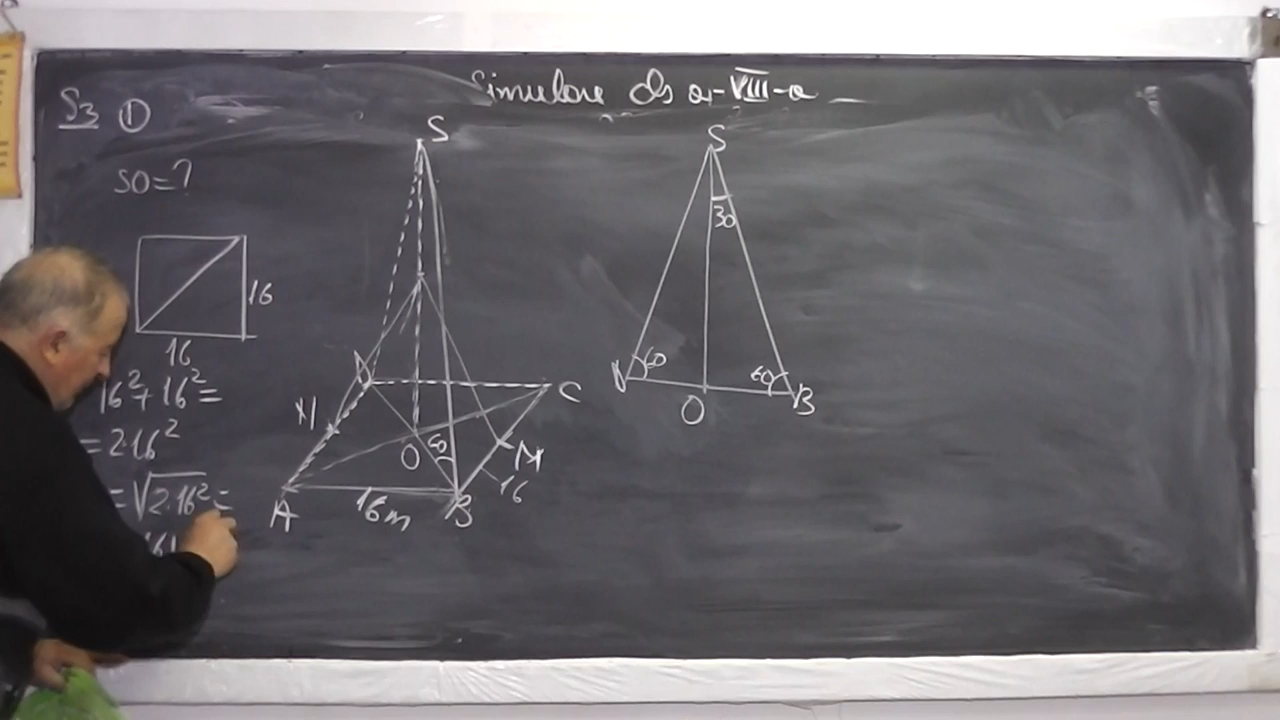 Simulare cls a-VIII-a
S3 ①
SO=?
16
16
16²+16²=
=2·16²
=√2·16²=
S
N
O
60
A
16m
B
M
16
C
S
30
60
60
O
B